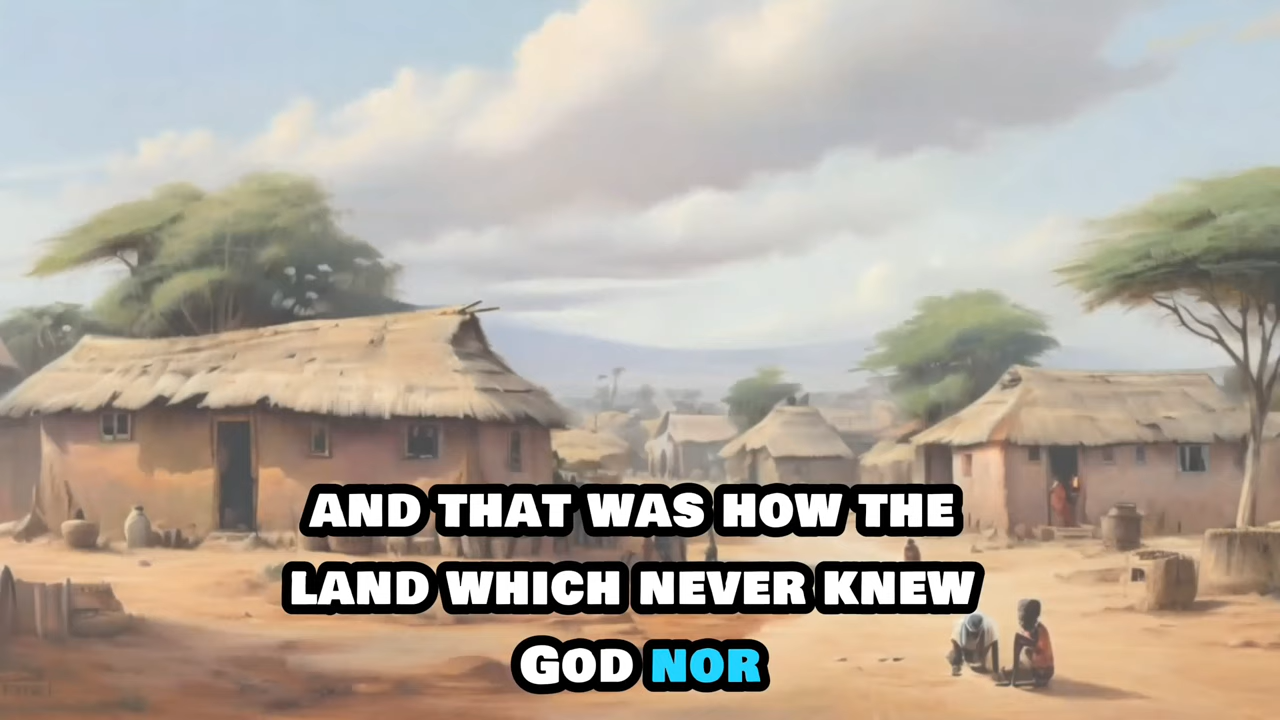 AND THAT WAS HOW THE
LAND WHICH NEVER KNEW
GOD NOR